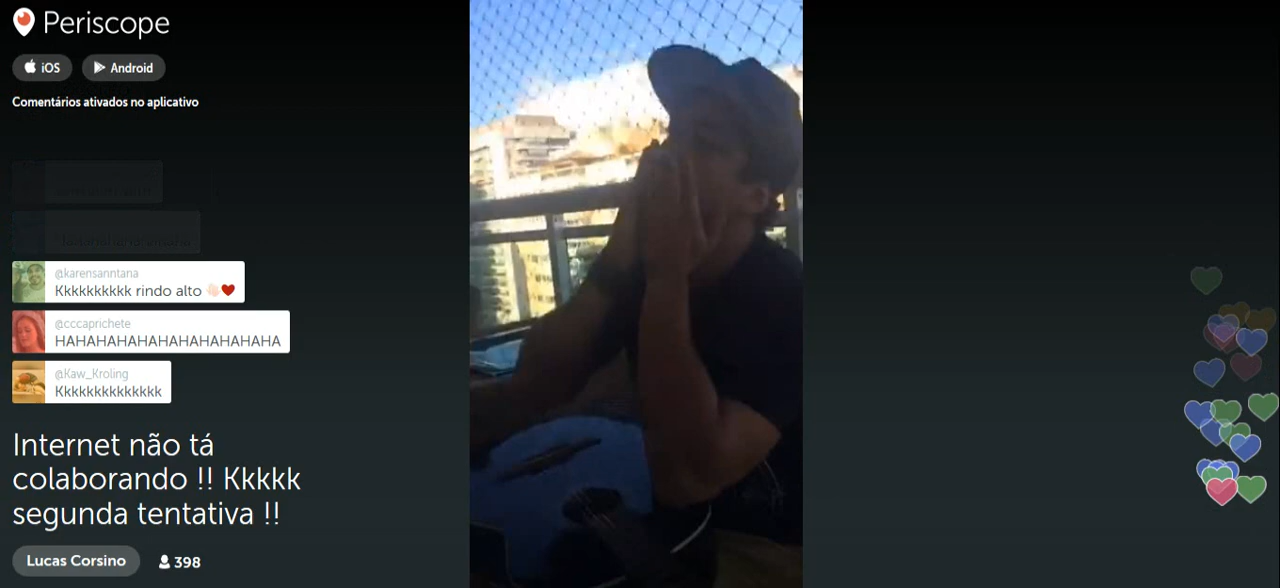 Periscope
iOS
Android
Comentários ativados no aplicativo
@karensanntana
Kkkkkkkkkk rindo alto
@cccaprichete
HAHAHAHAHAHAHAHAHAHA
@Kaw_Kroling
Kkkkkkkkkkkkk
Internet não tá
colaborando !! Kkkkk
segunda tentativa !!
Lucas Corsino
398